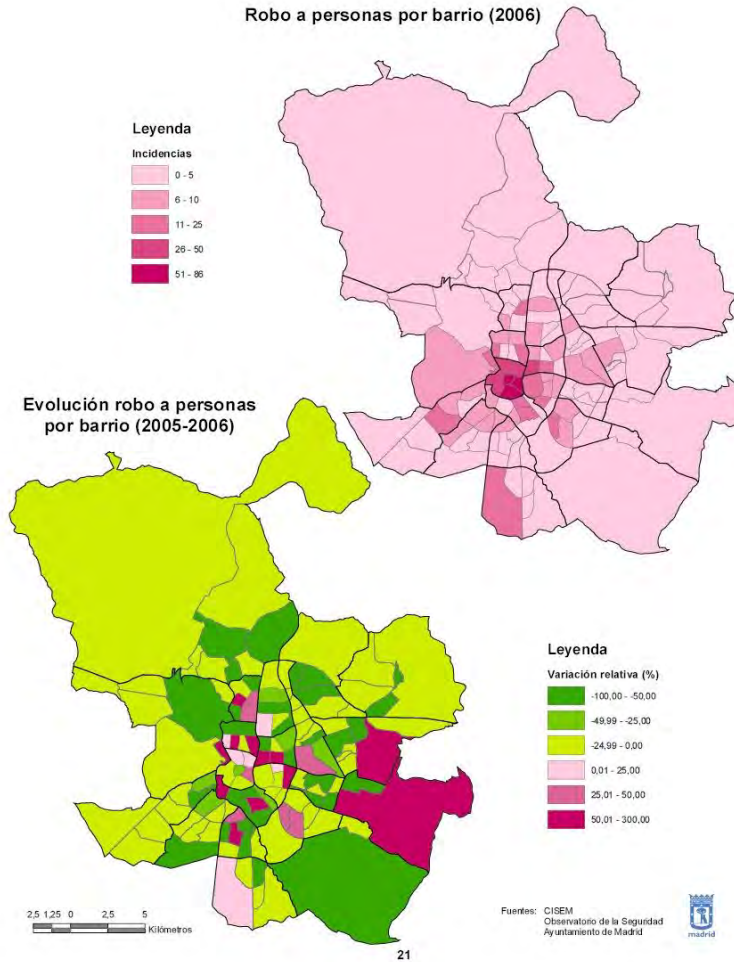 Robo a personas por barrio (2006)
Leyenda
Incidencias
0 - 5
6 - 10
11 - 25
26 - 50
51 - 86
Evolución robo a personas
por barrio (2005-2006)
Leyenda
Variación relativa (%)
-100,00 - -50,00
-49,99 - -25,00
-24,99 - 0,00
0,01 - 25,00
25,01 - 50,00
50,01 - 300,00
2,5 1,25 0 2,5 5
Kilómetros
Fuentes: CISEM
Observatorio de la Seguridad
Ayuntamiento de Madrid
madrid
21